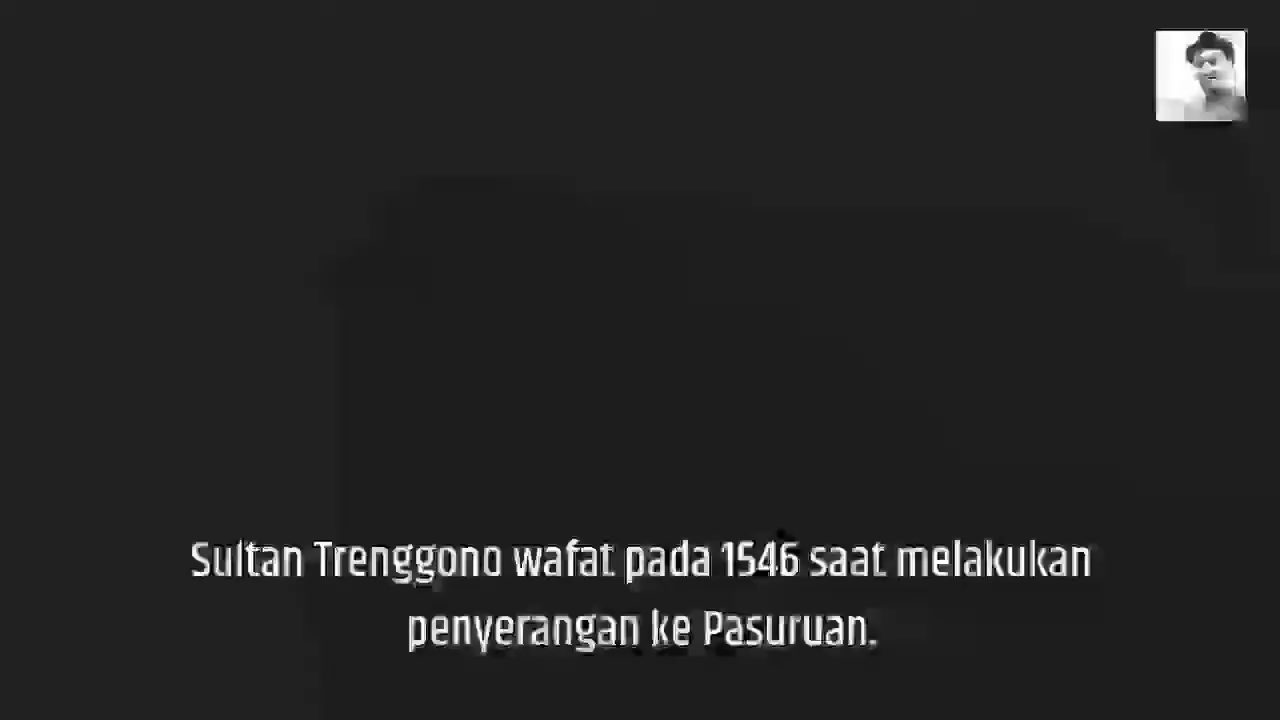 Sultan Trenggono wafat pada 1546 saat melakukan
penyerangan ke Pasuruan.